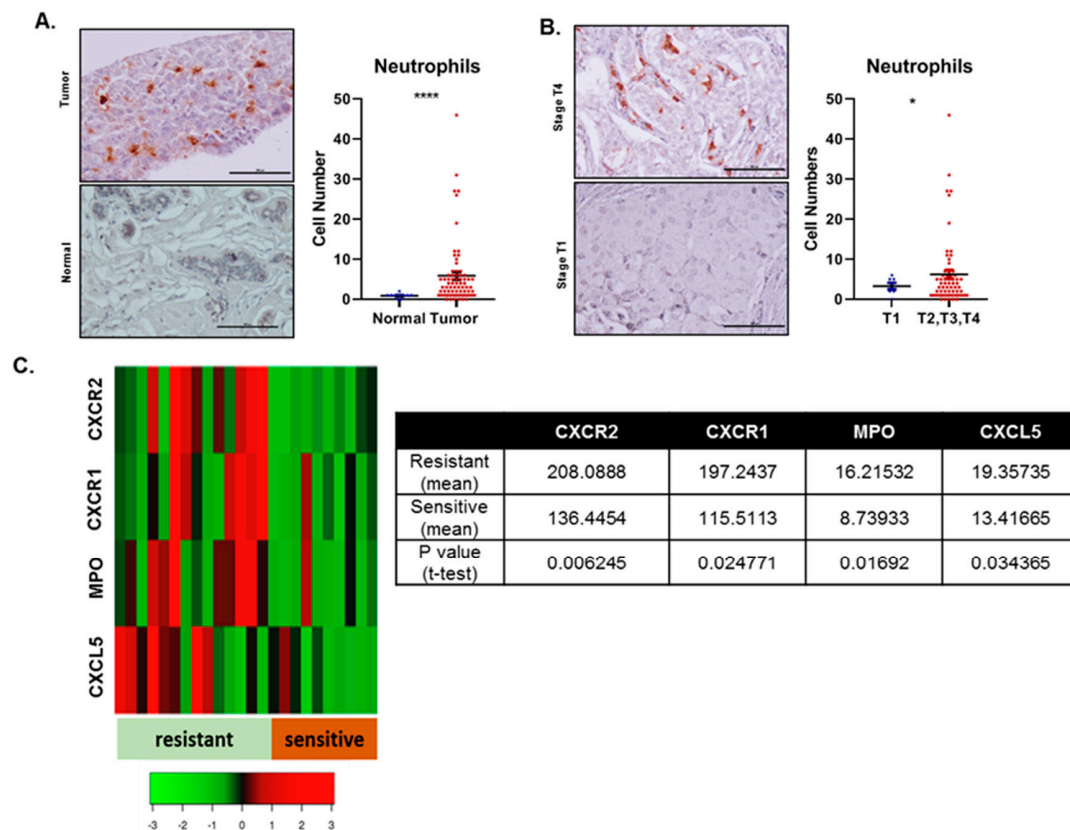 A.
Tumor
Normal
Neutrophils
****
Cell Number
50
40
30
20
10
0
Normal Tumor
B.
Stage T4
Stage T1
Neutrophils
*
Cell Numbers
50
40
30
20
10
0
T1 T2,T3,T4
C.
CXCR2
CXCR1
MPO
CXCL5
resistant sensitive
-3 -2 -1 0 1 2 3
CXCR2 CXCR1 MPO CXCL5
Resistant (mean) 208.0888 197.2437 16.21532 19.35735
Sensitive (mean) 136.4454 115.5113 8.73933 13.41665
P value (t-test) 0.006245 0.024771 0.01692 0.034365